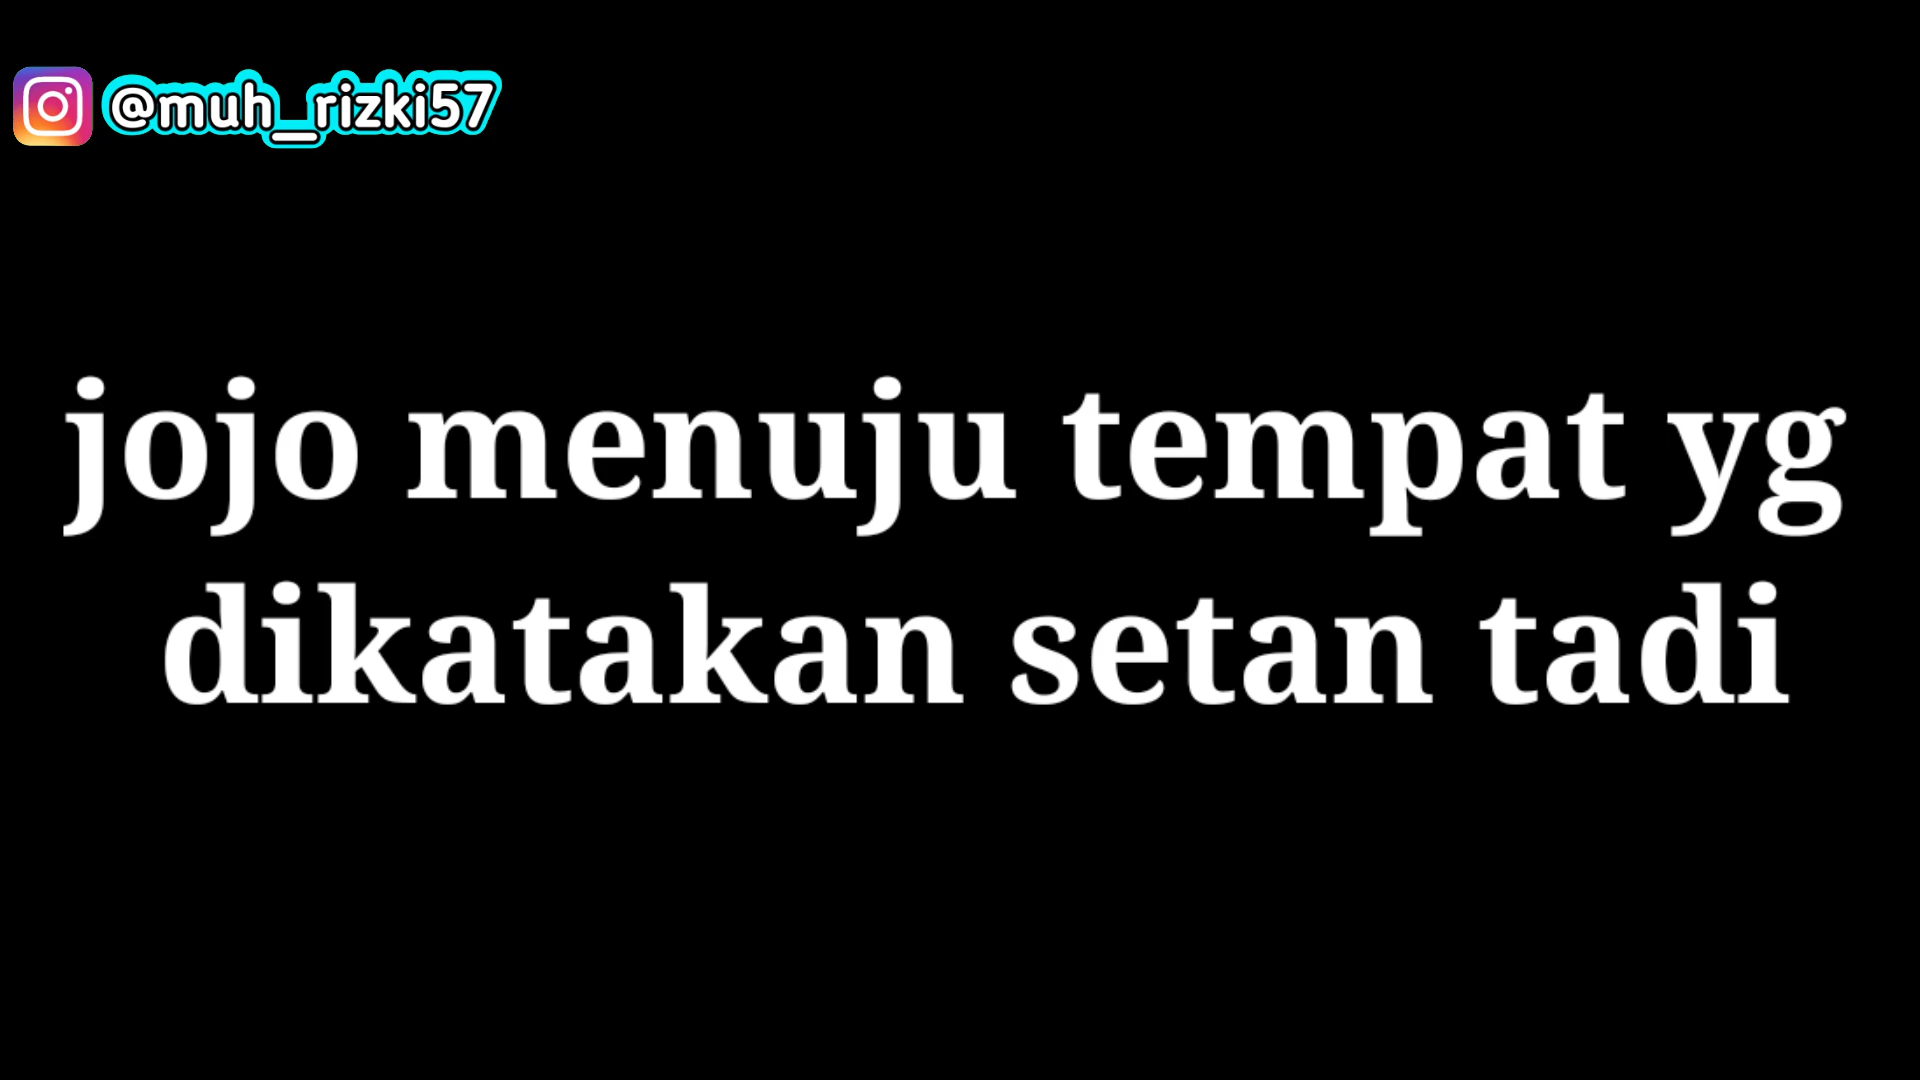 @muh_rizki57
jojo menuju tempat yg
dikatakan setan tadi